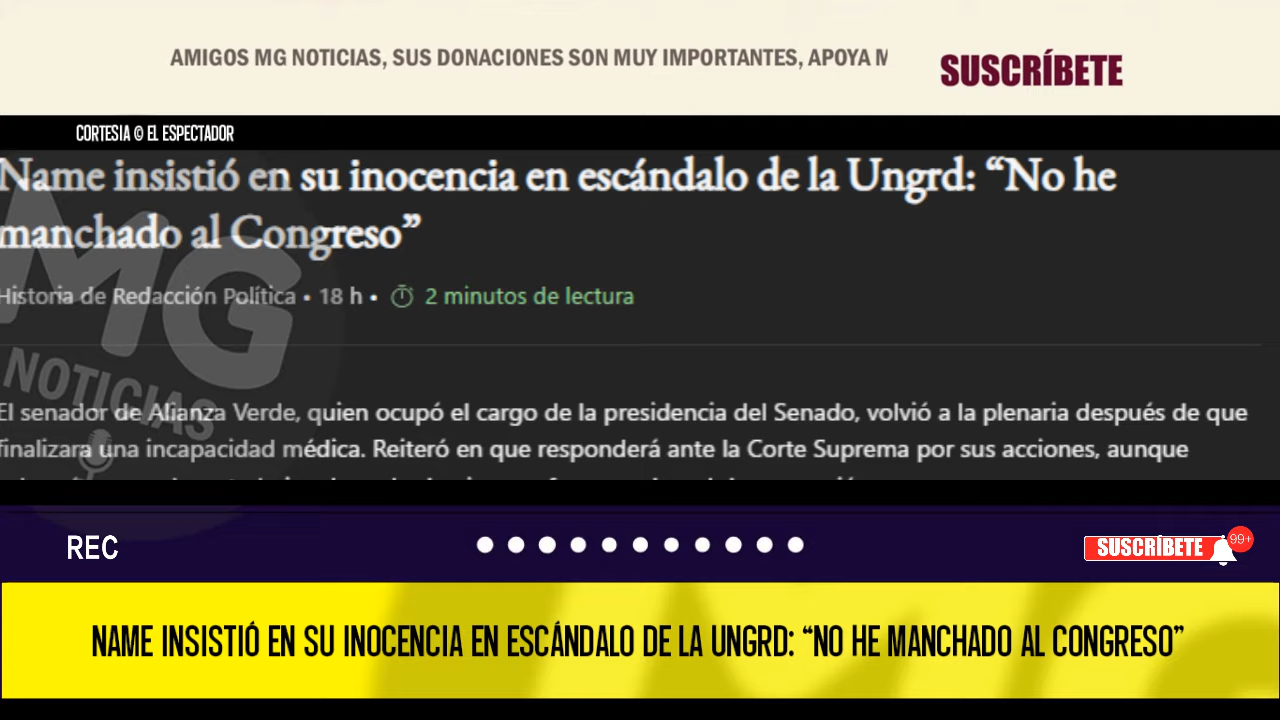 AMIGOS MG NOTICIAS, SUS DONACIONES SON MUY IMPORTANTES, APOYA M
SUSCRÍBETE
CORTESIA © EL ESPECTADOR
Name insistió en su inocencia en escándalo de la Ungrd: “No he
manchado al Congreso”
Historia de Redacción Política • 18 h • 2 minutos de lectura
MG
NOTICIAS
El senador de Alianza Verde, quien ocupó el cargo de la presidencia del Senado, volvió a la plenaria después de que
finalizara una incapacidad médica. Reiteró en que responderá ante la Corte Suprema por sus acciones, aunque
REC
SUSCRÍBETE
99+
NAME INSISTIÓ EN SU INOCENCIA EN ESCÁNDALO DE LA UNGRD: “NO HE MANCHADO AL CONGRESO”